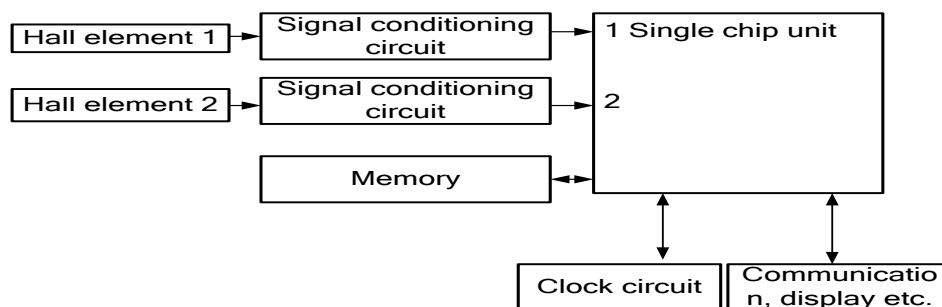 Hall element 1
Signal conditioning
circuit
1 Single chip unit
Hall element 2
Signal conditioning
circuit
2
Memory
Clock circuit
Communicatio
n, display etc.